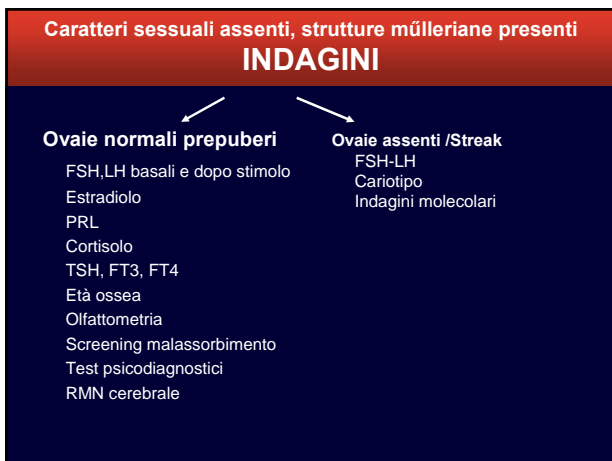 Caratteri sessuali assenti, strutture műlleriane presenti
INDAGINI
Ovaie normali prepuberi
FSH,LH basali e dopo stimolo
Estradiolo
PRL
Cortisolo
TSH, FT3, FT4
Età ossea
Olfattometria
Screening malassorbimento
Test psicodiagnostici
RMN cerebrale
Ovaie assenti /Streak
FSH-LH
Cariotipo
Indagini molecolari